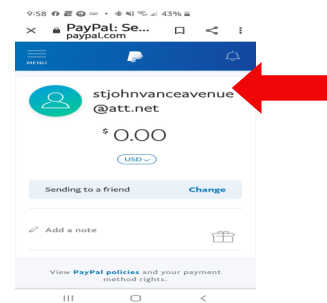 9:58
43%
PayPal: Se...
paypal.com
MENU
stjohnvanceavenue
@att.net
$ 0.00
USD
Sending to a friend Change
Add a note
View PayPal policies and your payment
method rights.